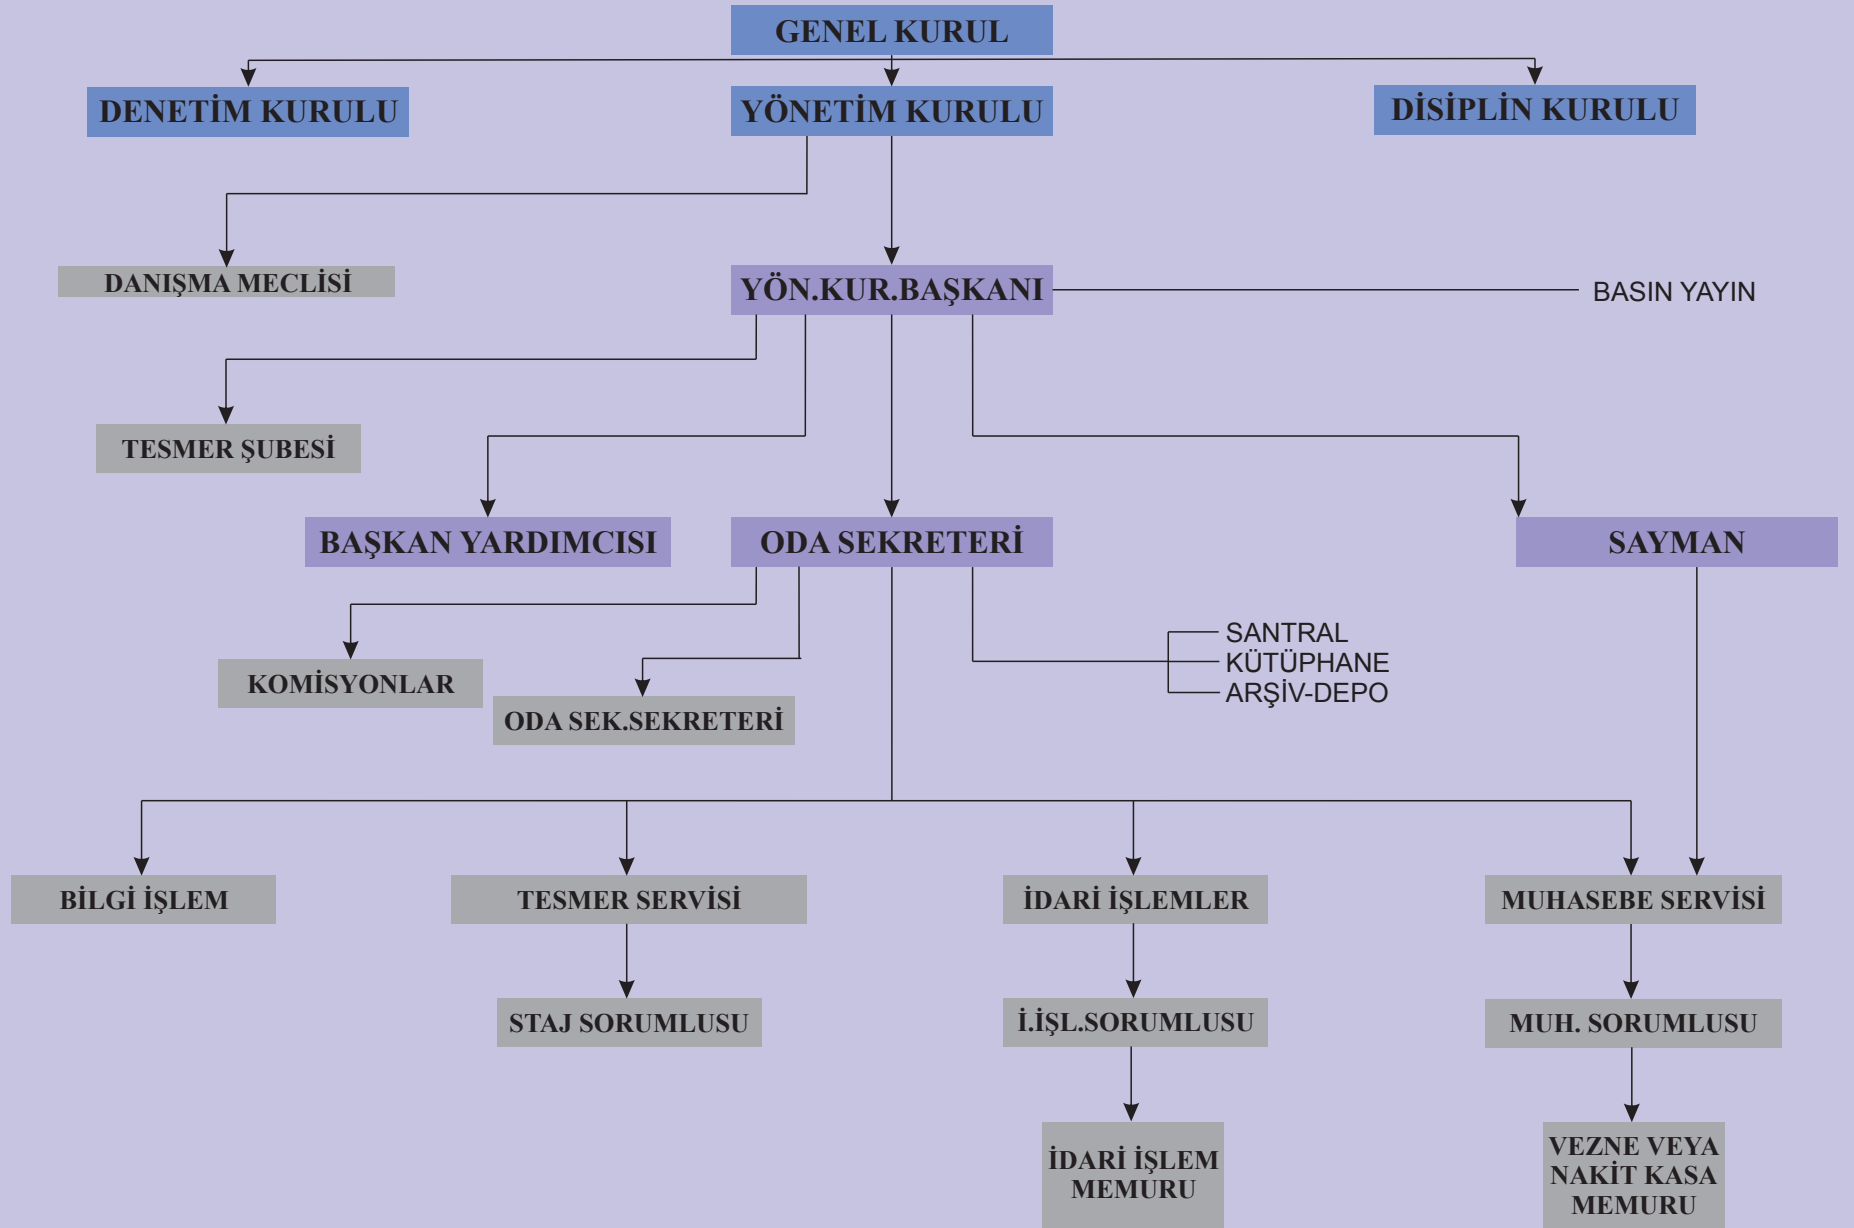 GENEL KURUL
DENETİM KURULU
YÖNETİM KURULU
DİSİPLİN KURULU
DANIŞMA MECLİSİ
YÖN.KUR.BAŞKANI
BASIN YAYIN
TESMER ŞUBESİ
BAŞKAN YARDIMCISI
ODA SEKRETERİ
SAYMAN
KOMİSYONLAR
ODA SEK.SEKRETERİ
SANTRAL
KÜTÜPHANE
ARŞİV-DEPO
BİLGİ İŞLEM
TESMER SERVİSİ
İDARİ İŞLEMLER
MUHASEBE SERVİSİ
STAJ SORUMLUSU
İ.İŞL.SORUMLUSU
MUH. SORUMLUSU
İDARİ İŞLEM
MEMURU
VEZNE VEYA
NAKİT KASA
MEMURU